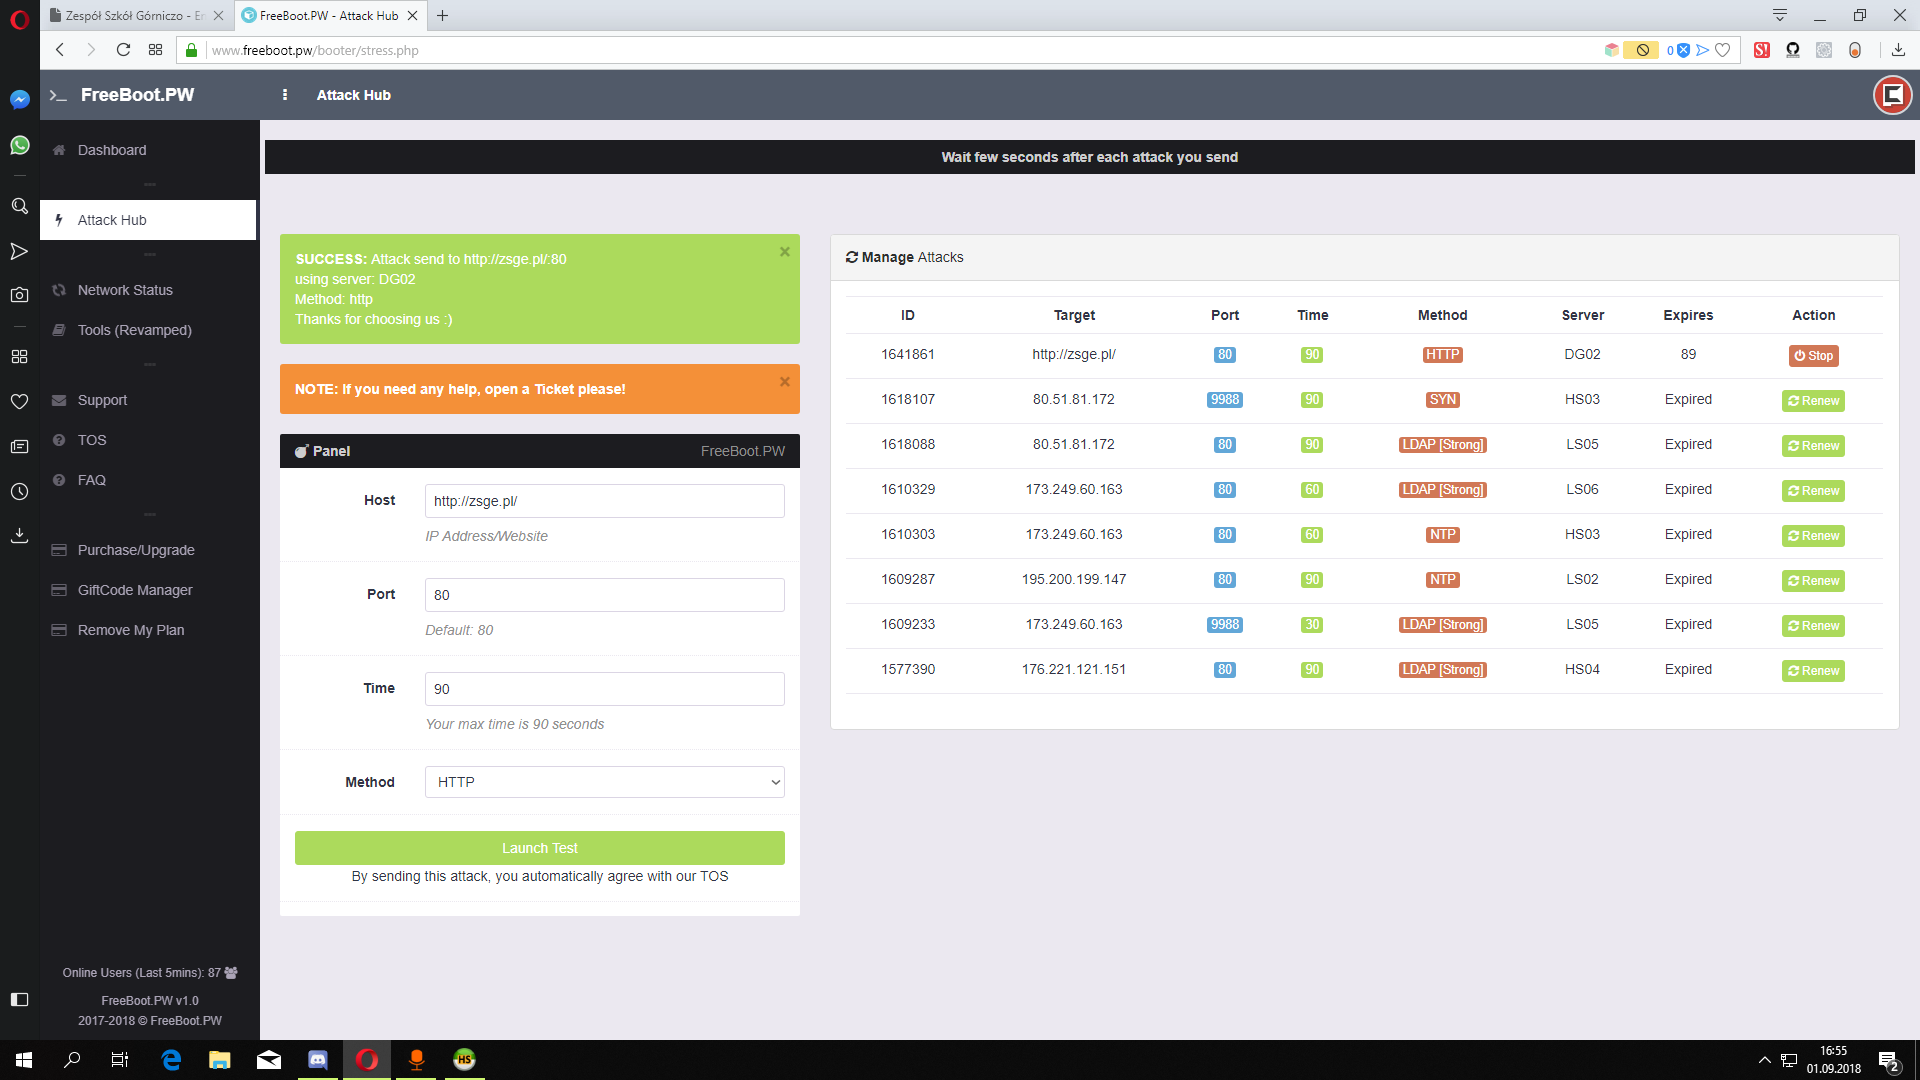 Zespół Szkół Górniczo - En
FreeBoot.PW - Attack Hub
www.freeboot.pw/booter/stress.php
0
S!
FreeBoot.PW
Attack Hub
Dashboard
Attack Hub
Network Status
Tools (Revamped)
Support
TOS
FAQ
Purchase/Upgrade
GiftCode Manager
Remove My Plan
Online Users (Last 5mins): 87
FreeBoot.PW v1.0
2017-2018 © FreeBoot.PW
Wait few seconds after each attack you send
SUCCESS: Attack send to http://zsge.pl/:80
using server: DG02
Method: http
Thanks for choosing us :)
NOTE: If you need any help, open a Ticket please!
Panel FreeBoot.PW
Host http://zsge.pl/
IP Address/Website
Port 80
Default: 80
Time 90
Your max time is 90 seconds
Method HTTP
Launch Test
By sending this attack, you automatically agree with our TOS
Manage Attacks
ID Target Port Time Method Server Expires Action
1641861 http://zsge.pl/ 80 90 HTTP DG02 89 Stop
1618107 80.51.81.172 9988 90 SYN HS03 Expired Renew
1618088 80.51.81.172 80 90 LDAP [Strong] LS05 Expired Renew
1610329 173.249.60.163 80 60 LDAP [Strong] LS06 Expired Renew
1610303 173.249.60.163 80 60 NTP HS03 Expired Renew
1609287 195.200.199.147 80 90 NTP LS02 Expired Renew
1609233 173.249.60.163 9988 30 LDAP [Strong] LS05 Expired Renew
1577390 176.221.121.151 80 90 LDAP [Strong] HS04 Expired Renew
HS
16:55
01.09.2018
2